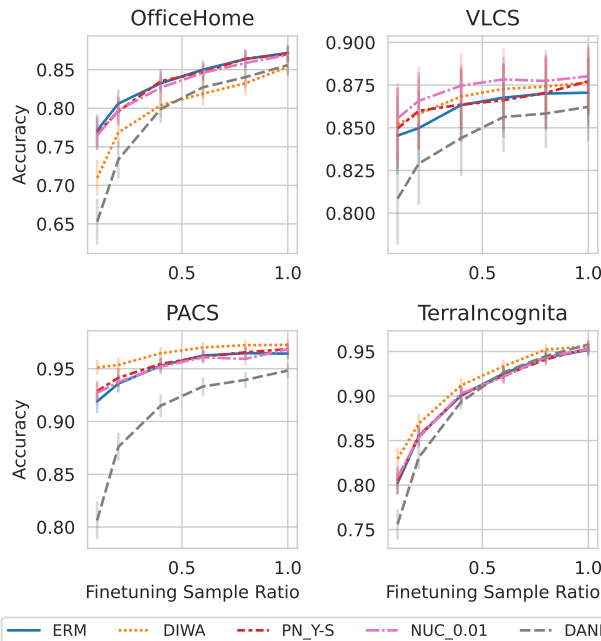 OfficeHome
VLCS
Accuracy
0.85
0.80
0.75
0.70
0.65
0.900
0.875
0.850
0.825
0.800
0.5
1.0
0.5
1.0
PACS
TerraIncognita
Accuracy
0.95
0.90
0.85
0.80
0.95
0.90
0.85
0.80
0.75
0.5
1.0
0.5
1.0
Finetuning Sample Ratio
Finetuning Sample Ratio
ERM
DIWA
PN_Y-S
NUC_0.01